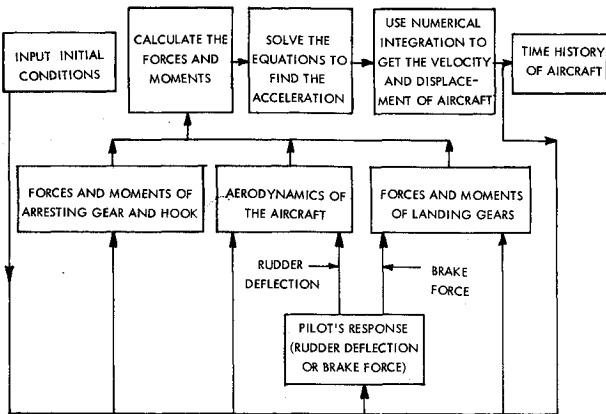 INPUT INITIAL
CONDITIONS
CALCULATE THE
FORCES AND
MOMENTS
SOLVE THE
EQUATIONS TO
FIND THE
ACCELERATION
USE NUMERICAL
INTEGRATION TO
GET THE VELOCITY
AND DISPLACE-
MENT OF AIRCRAFT
TIME HISTORY
OF AIRCRAFT
FORCES AND MOMENTS OF
ARRESTING GEAR AND HOOK
AERODYNAMICS OF
THE AIRCRAFT
FORCES AND MOMENTS
OF LANDING GEARS
RUDDER
DEFLECTION
BRAKE
FORCE
PILOT'S RESPONSE
(RUDDER DEFLECTION
OR BRAKE FORCE)